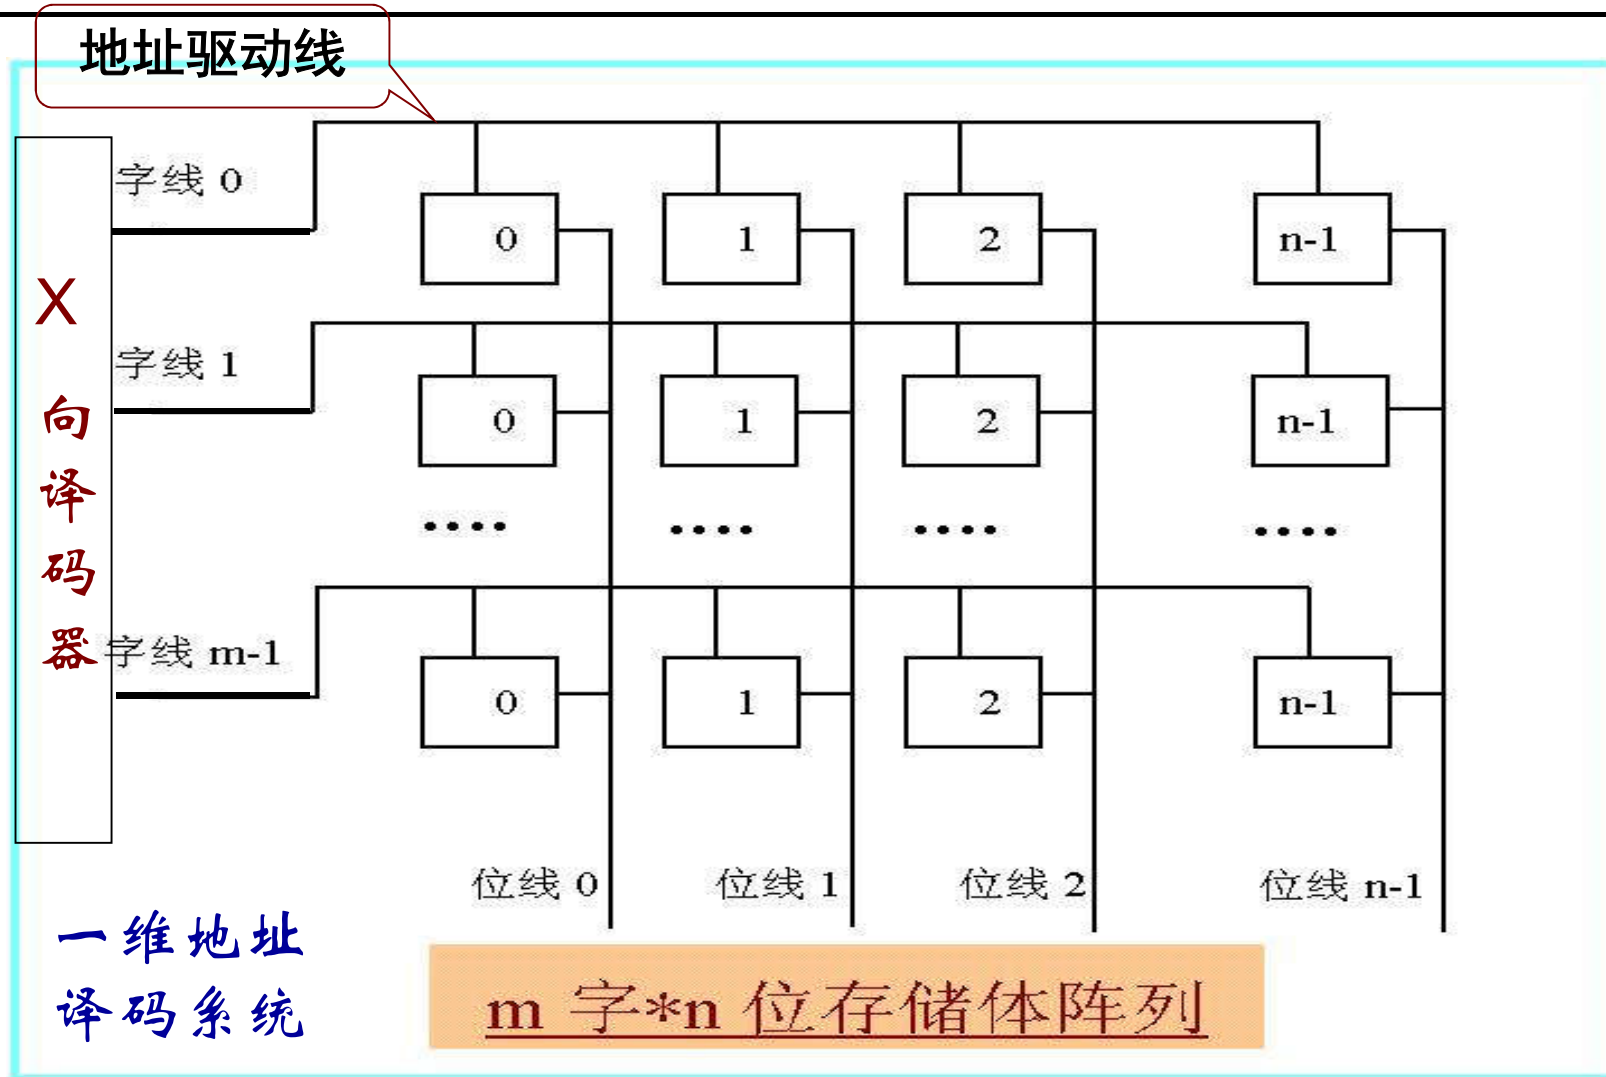 地址驱动线
字线 0
0 1 2 n-1
X
向
译
码
器
字线 1
0 1 2 n-1
•••• •••• •••• ••••
字线 m-1
0 1 2 n-1
位线 0 位线 1 位线 2 位线 n-1
一维地址
译码系统
m 字*n 位存储体阵列